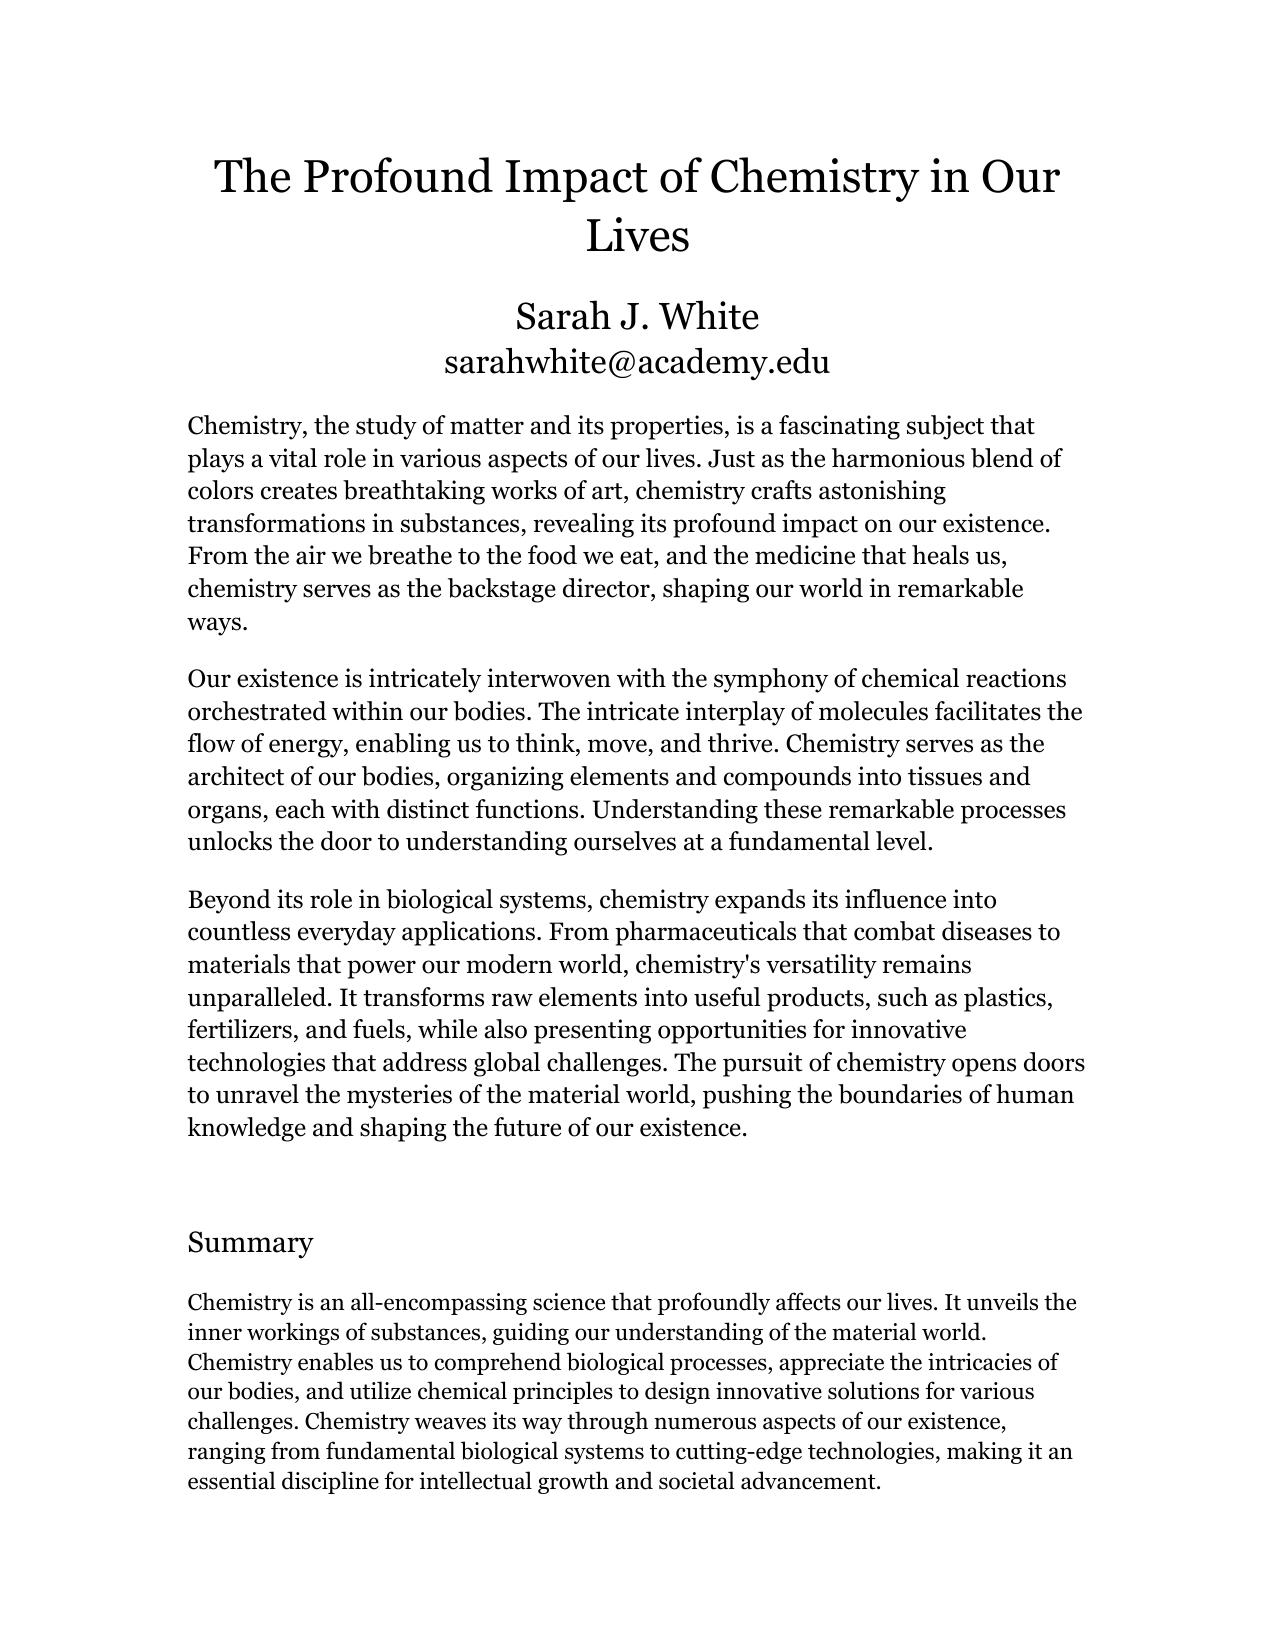 The Profound Impact of Chemistry in Our
Lives
Sarah J. White
sarahwhite@academy.edu
Chemistry, the study of matter and its properties, is a fascinating subject that
plays a vital role in various aspects of our lives. Just as the harmonious blend of
colors creates breathtaking works of art, chemistry crafts astonishing
transformations in substances, revealing its profound impact on our existence.
From the air we breathe to the food we eat, and the medicine that heals us,
chemistry serves as the backstage director, shaping our world in remarkable
ways.
Our existence is intricately interwoven with the symphony of chemical reactions
orchestrated within our bodies. The intricate interplay of molecules facilitates the
flow of energy, enabling us to think, move, and thrive. Chemistry serves as the
architect of our bodies, organizing elements and compounds into tissues and
organs, each with distinct functions. Understanding these remarkable processes
unlocks the door to understanding ourselves at a fundamental level.
Beyond its role in biological systems, chemistry expands its influence into
countless everyday applications. From pharmaceuticals that combat diseases to
materials that power our modern world, chemistry's versatility remains
unparalleled. It transforms raw elements into useful products, such as plastics,
fertilizers, and fuels, while also presenting opportunities for innovative
technologies that address global challenges. The pursuit of chemistry opens doors
to unravel the mysteries of the material world, pushing the boundaries of human
knowledge and shaping the future of our existence.
Summary
Chemistry is an all-encompassing science that profoundly affects our lives. It unveils the
inner workings of substances, guiding our understanding of the material world.
Chemistry enables us to comprehend biological processes, appreciate the intricacies of
our bodies, and utilize chemical principles to design innovative solutions for various
challenges. Chemistry weaves its way through numerous aspects of our existence,
ranging from fundamental biological systems to cutting-edge technologies, making it an
essential discipline for intellectual growth and societal advancement.